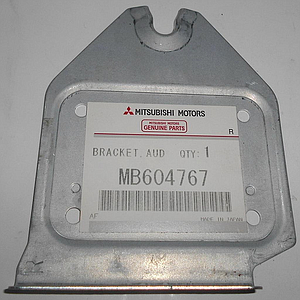 MITSUBISHI MOTORS
MITSUBISHI MOTORS
GENUINE PARTS
R
BRACKET,AUD QTY:1
MB604767
AF
MADE IN JAPAN